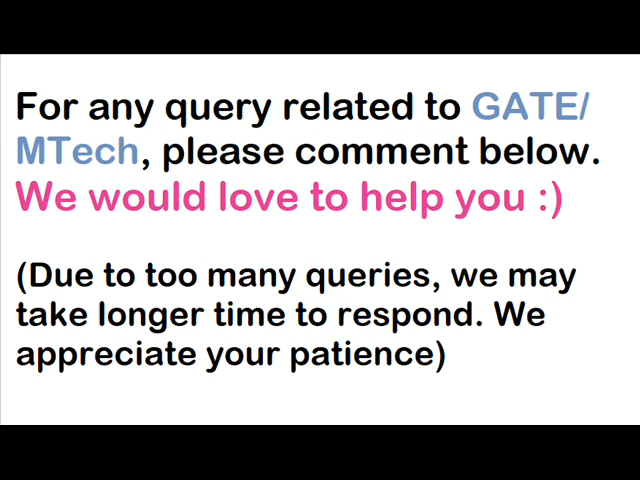 For any query related to GATE/
MTech, please comment below.
We would love to help you :)
(Due to too many queries, we may
take longer time to respond. We
appreciate your patience)